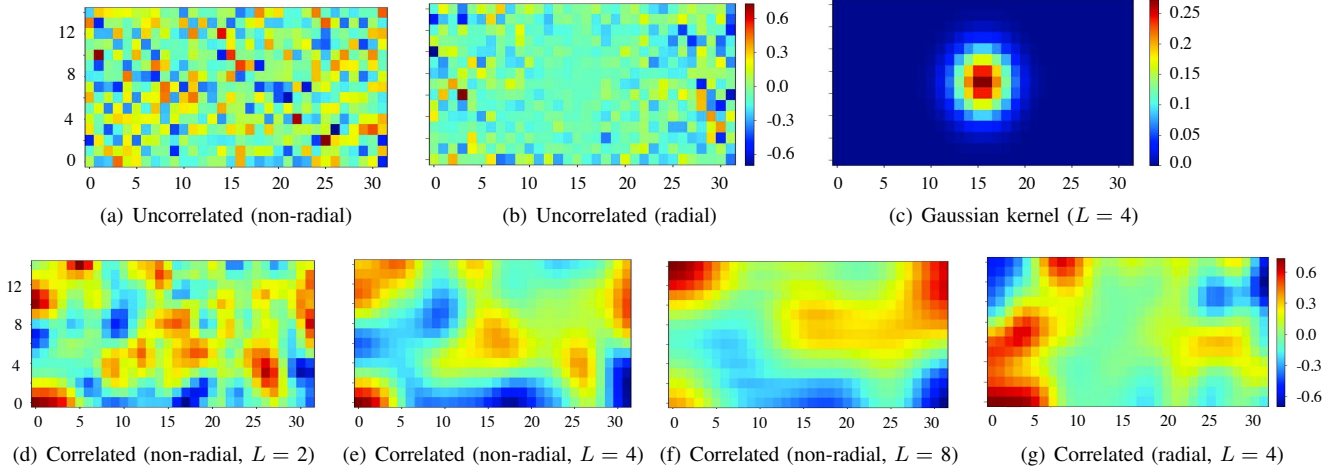 12
8
4
0
0 5 10 15 20 25 30
(a) Uncorrelated (non-radial)
0 5 10 15 20 25 30
0.6
0.3
0.0
-0.3
-0.6
(b) Uncorrelated (radial)
0 5 10 15 20 25 30
0.25
0.20
0.15
0.10
0.05
0.0
(c) Gaussian kernel (L = 4)
12
8
4
0
0 5 10 15 20 25 30
(d) Correlated (non-radial, L = 2)
0 5 10 15 20 25 30
(e) Correlated (non-radial, L = 4)
0 5 10 15 20 25 30
(f) Correlated (non-radial, L = 8)
0 5 10 15 20 25 30
0.6
0.3
0.0
-0.3
-0.6
(g) Correlated (radial, L = 4)